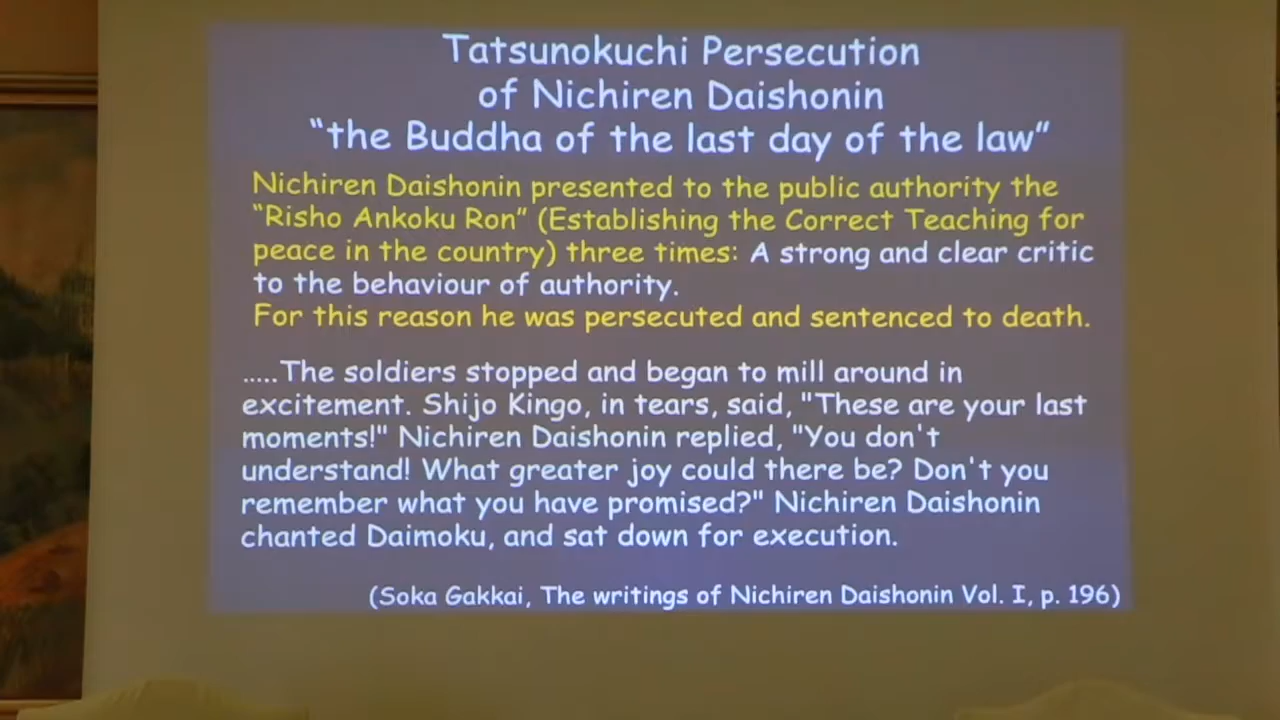 Tatsunokuchi Persecution
of Nichiren Daishonin
“the Buddha of the last day of the law”
Nichiren Daishonin presented to the public authority the
“Risho Ankoku Ron” (Establishing the Correct Teaching for
peace in the country) three times: A strong and clear critic
to the behaviour of authority.
For this reason he was persecuted and sentenced to death.
.....The soldiers stopped and began to mill around in
excitement. Shijo Kingo, in tears, said, "These are your last
moments!" Nichiren Daishonin replied, "You don't
understand! What greater joy could there be? Don't you
remember what you have promised?" Nichiren Daishonin
chanted Daimoku, and sat down for execution.
(Soka Gakkai, The writings of Nichiren Daishonin Vol. I, p. 196)